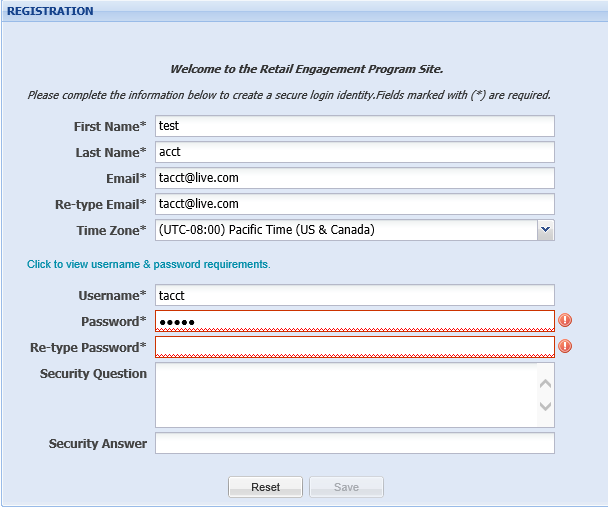 REGISTRATION
Welcome to the Retail Engagement Program Site.
Please complete the information below to create a secure login identity.Fields marked with (*) are required.
First Name* test
Last Name* acct
Email* tacct@live.com
Re-type Email* tacct@live.com
Time Zone* (UTC-08:00) Pacific Time (US & Canada)
Click to view username & password requirements.
Username* tacct
Password* •••••
Re-type Password*
Security Question
Security Answer
Reset Save